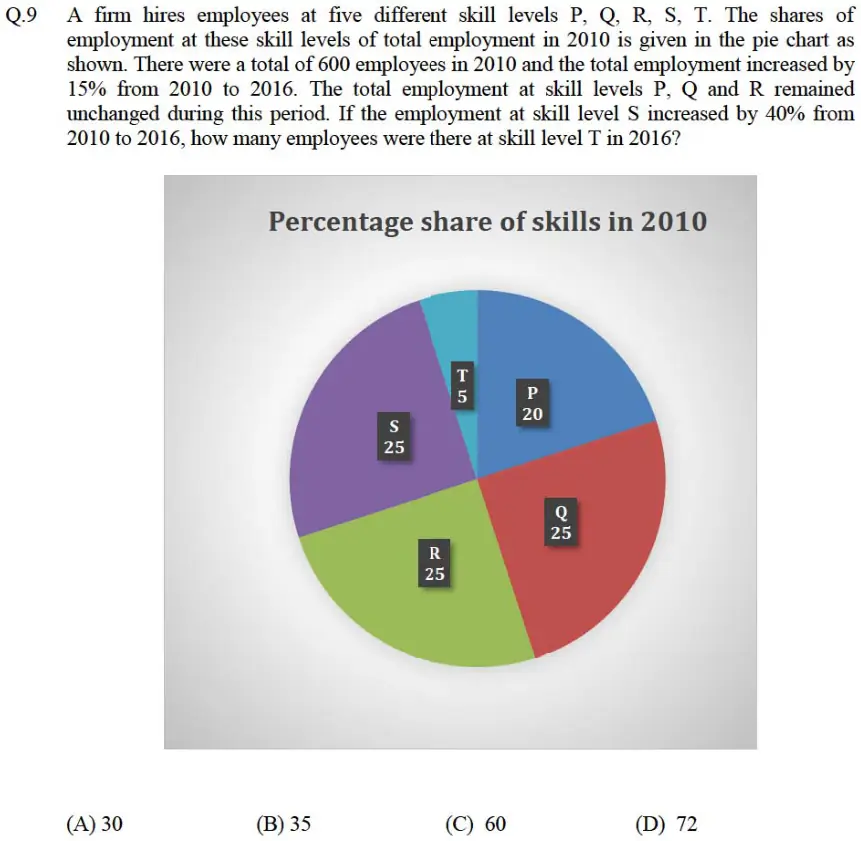 Q.9 A firm hires employees at five different skill levels P, Q, R, S, T. The shares of
employment at these skill levels of total employment in 2010 is given in the pie chart as
shown. There were a total of 600 employees in 2010 and the total employment increased by
15% from 2010 to 2016. The total employment at skill levels P, Q and R remained
unchanged during this period. If the employment at skill level S increased by 40% from
2010 to 2016, how many employees were there at skill level T in 2016?
Percentage share of skills in 2010
T
5
P
20
S
25
Q
25
R
25
(A) 30 (B) 35 (C) 60 (D) 72